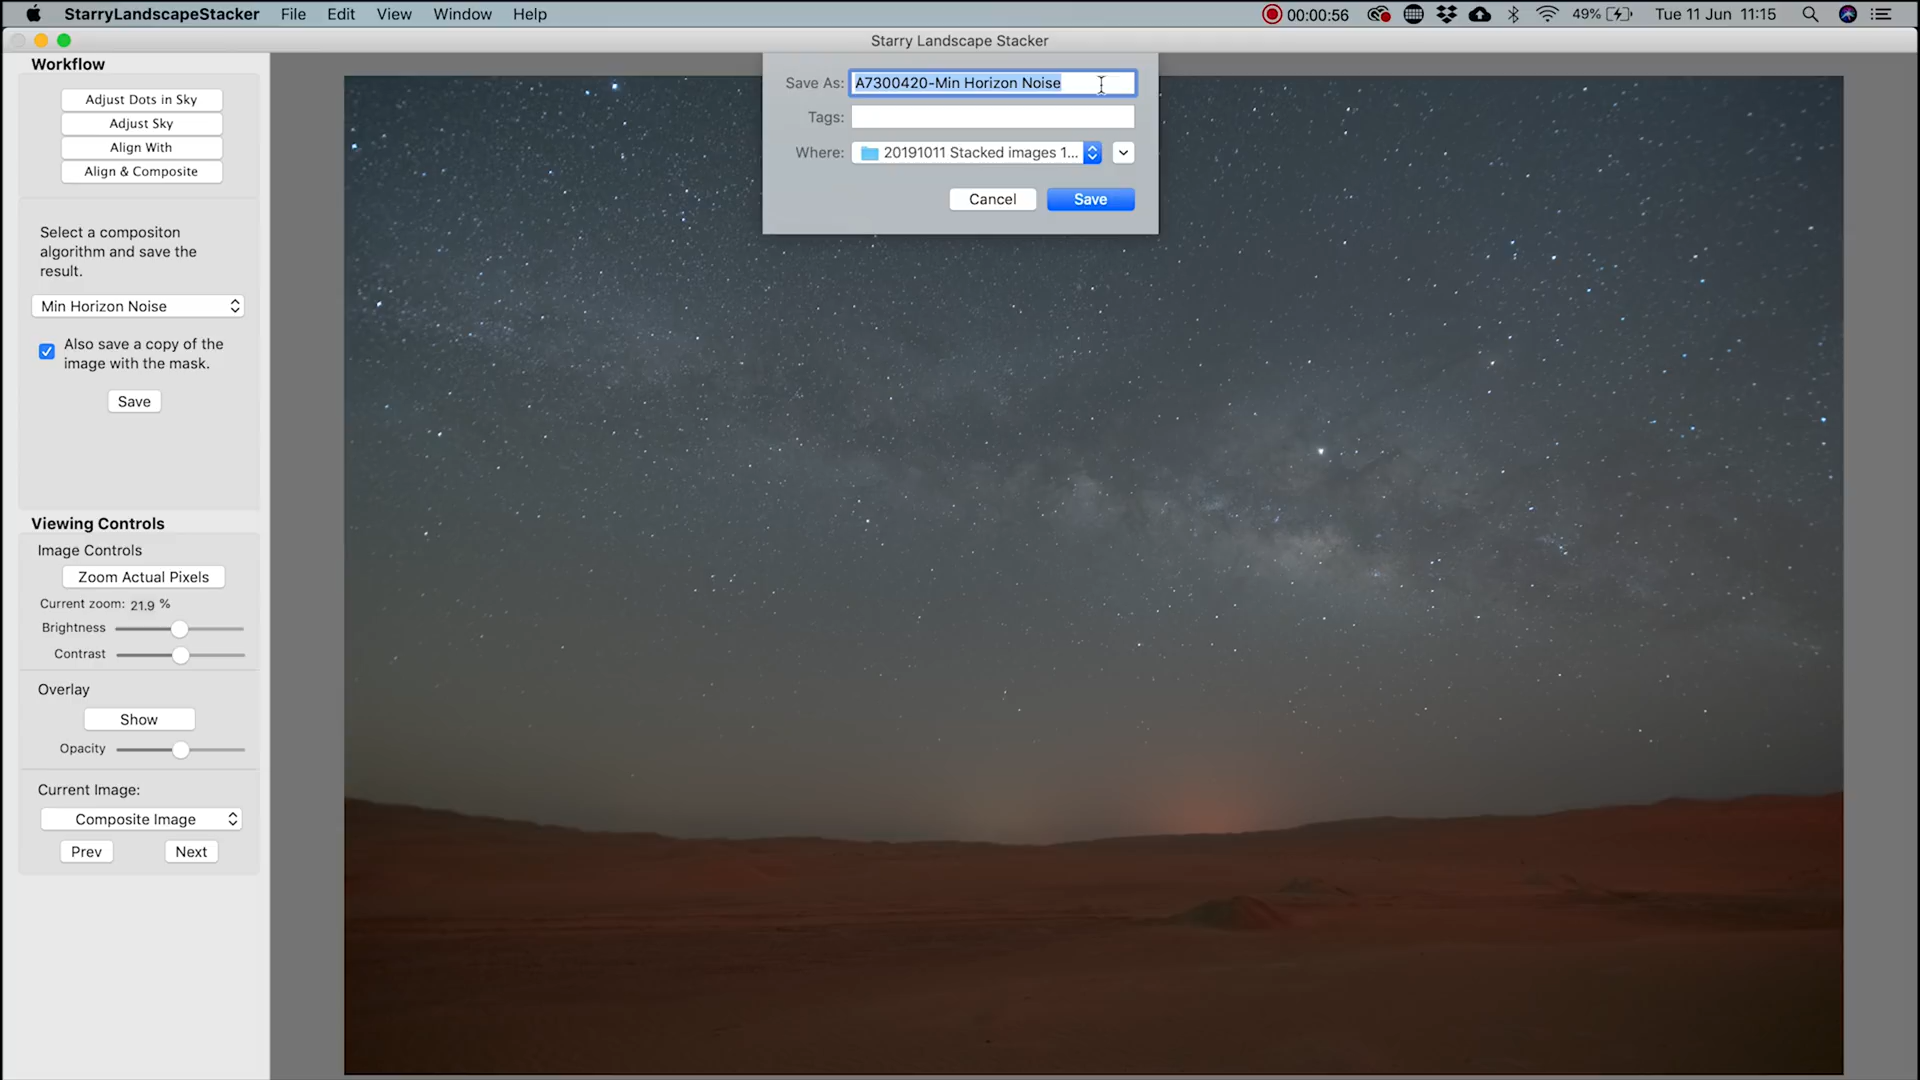 StarryLandscapeStacker File Edit View Window Help 00:00:56 49% Tue 11 Jun 11:15
Starry Landscape Stacker
Workflow
Adjust Dots in Sky
Adjust Sky
Align With
Align & Composite
Select a compositon
algorithm and save the
result.
Min Horizon Noise
Also save a copy of the
image with the mask.
Save
Viewing Controls
Image Controls
Zoom Actual Pixels
Current zoom: 21.9 %
Brightness
Contrast
Overlay
Show
Opacity
Current Image:
Composite Image
Prev Next
Save As: A7300420-Min Horizon Noise
Tags:
Where: 20191011 Stacked images 1...
Cancel Save